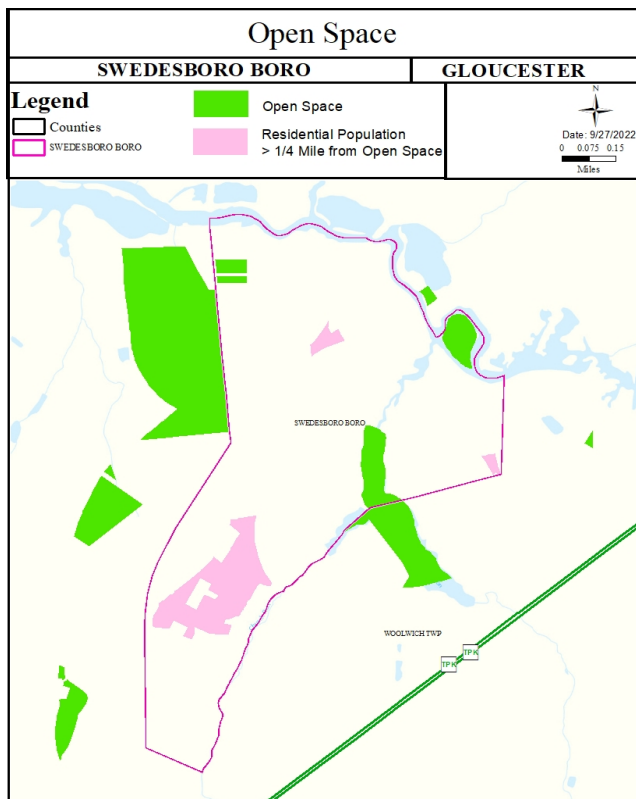 Open Space
SWEDESBORO BORO
GLOUCESTER
Legend
Counties
SWEDESBORO BORO
Open Space
Residential Population
> 1/4 Mile from Open Space
N
Date: 9/27/2022
0 0.075 0.15
Miles
SWEDESBORO BORO
WOOLWICH TWP
TPK
TPK